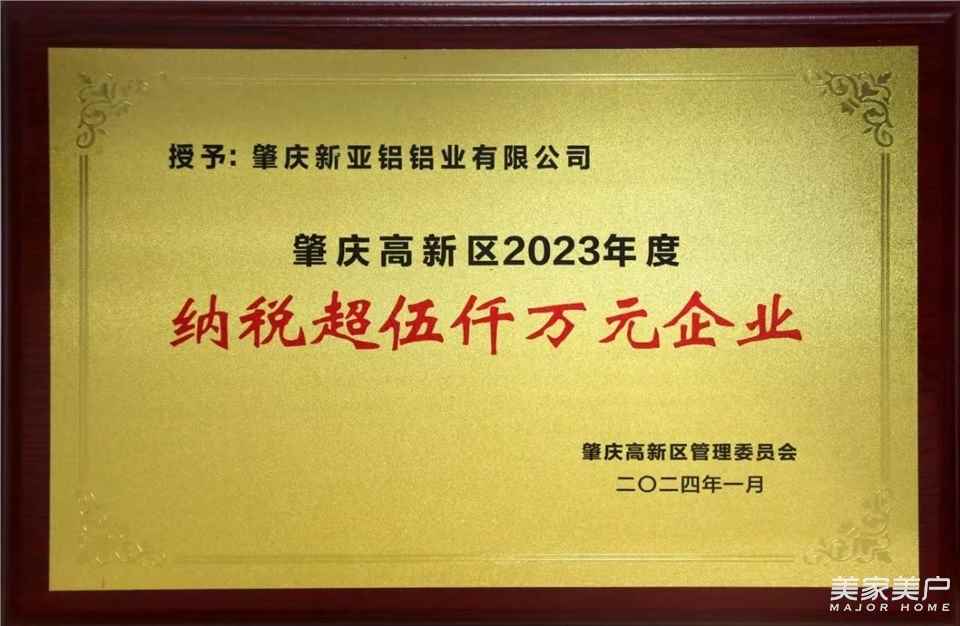 授予: 肇庆新亚铝铝业有限公司
肇庆高新区2023年度
纳税超伍仟万元企业
肇庆高新区管理委员会
二〇二四年一月
美家美户
MAJOR HOME